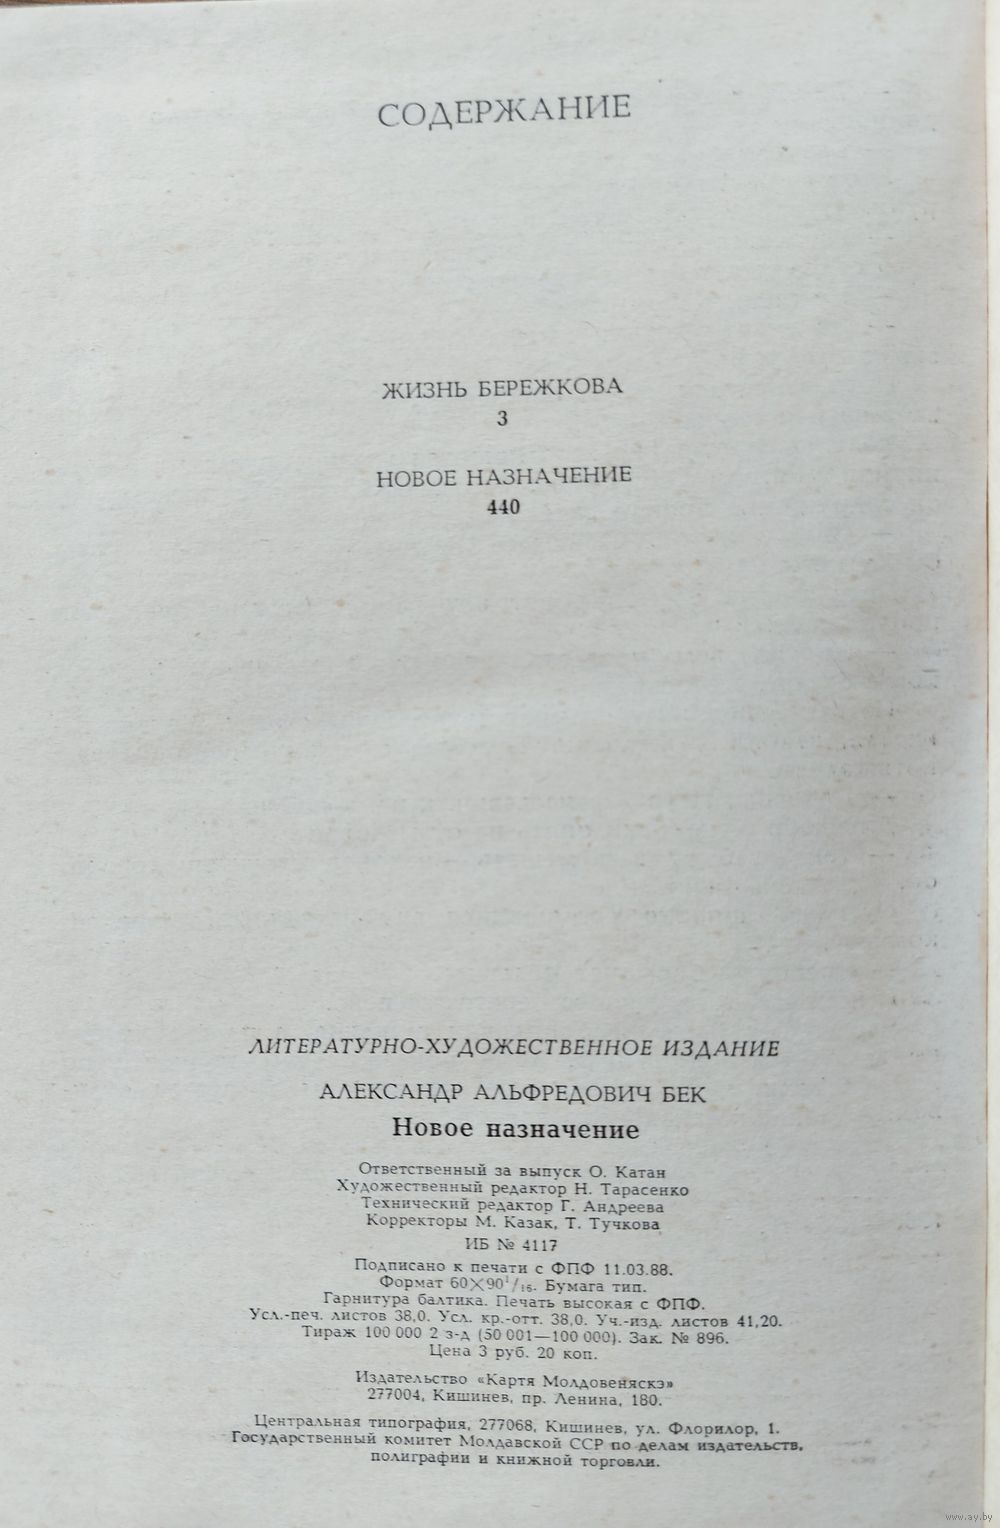 СОДЕРЖАНИЕ
ЖИЗНЬ БЕРЕЖКОВА
3
НОВОЕ НАЗНАЧЕНИЕ
440
ЛИТЕРАТУРНО-ХУДОЖЕСТВЕННОЕ ИЗДАНИЕ
АЛЕКСАНДР АЛЬФРЕДОВИЧ БЕК
Новое назначение
Ответственный за выпуск О. Катан
Художественный редактор Н. Тарасенко
Технический редактор Г. Андреева
Корректоры М. Казак, Т. Тучкова
ИБ № 4117
Подписано к печати с ФПФ 11.03.88.
Формат 60×90¹/₁₆. Бумага тип.
Гарнитура балтика. Печать высокая с ФПФ.
Усл.-печ. листов 38,0. Усл. кр.-отт. 38,0. Уч.-изд. листов 41,20.
Тираж 100 000 2 з-д (50 001—100 000). Зак. № 896.
Цена 3 руб. 20 коп.
Издательство «Картя Молдовеняскэ»
277004, Кишинев, пр. Ленина, 180.
Центральная типография, 277068, Кишинев, ул. Флорилор, 1.
Государственный комитет Молдавской ССР по делам издательств,
полиграфии и книжной торговли.
www.ay.by